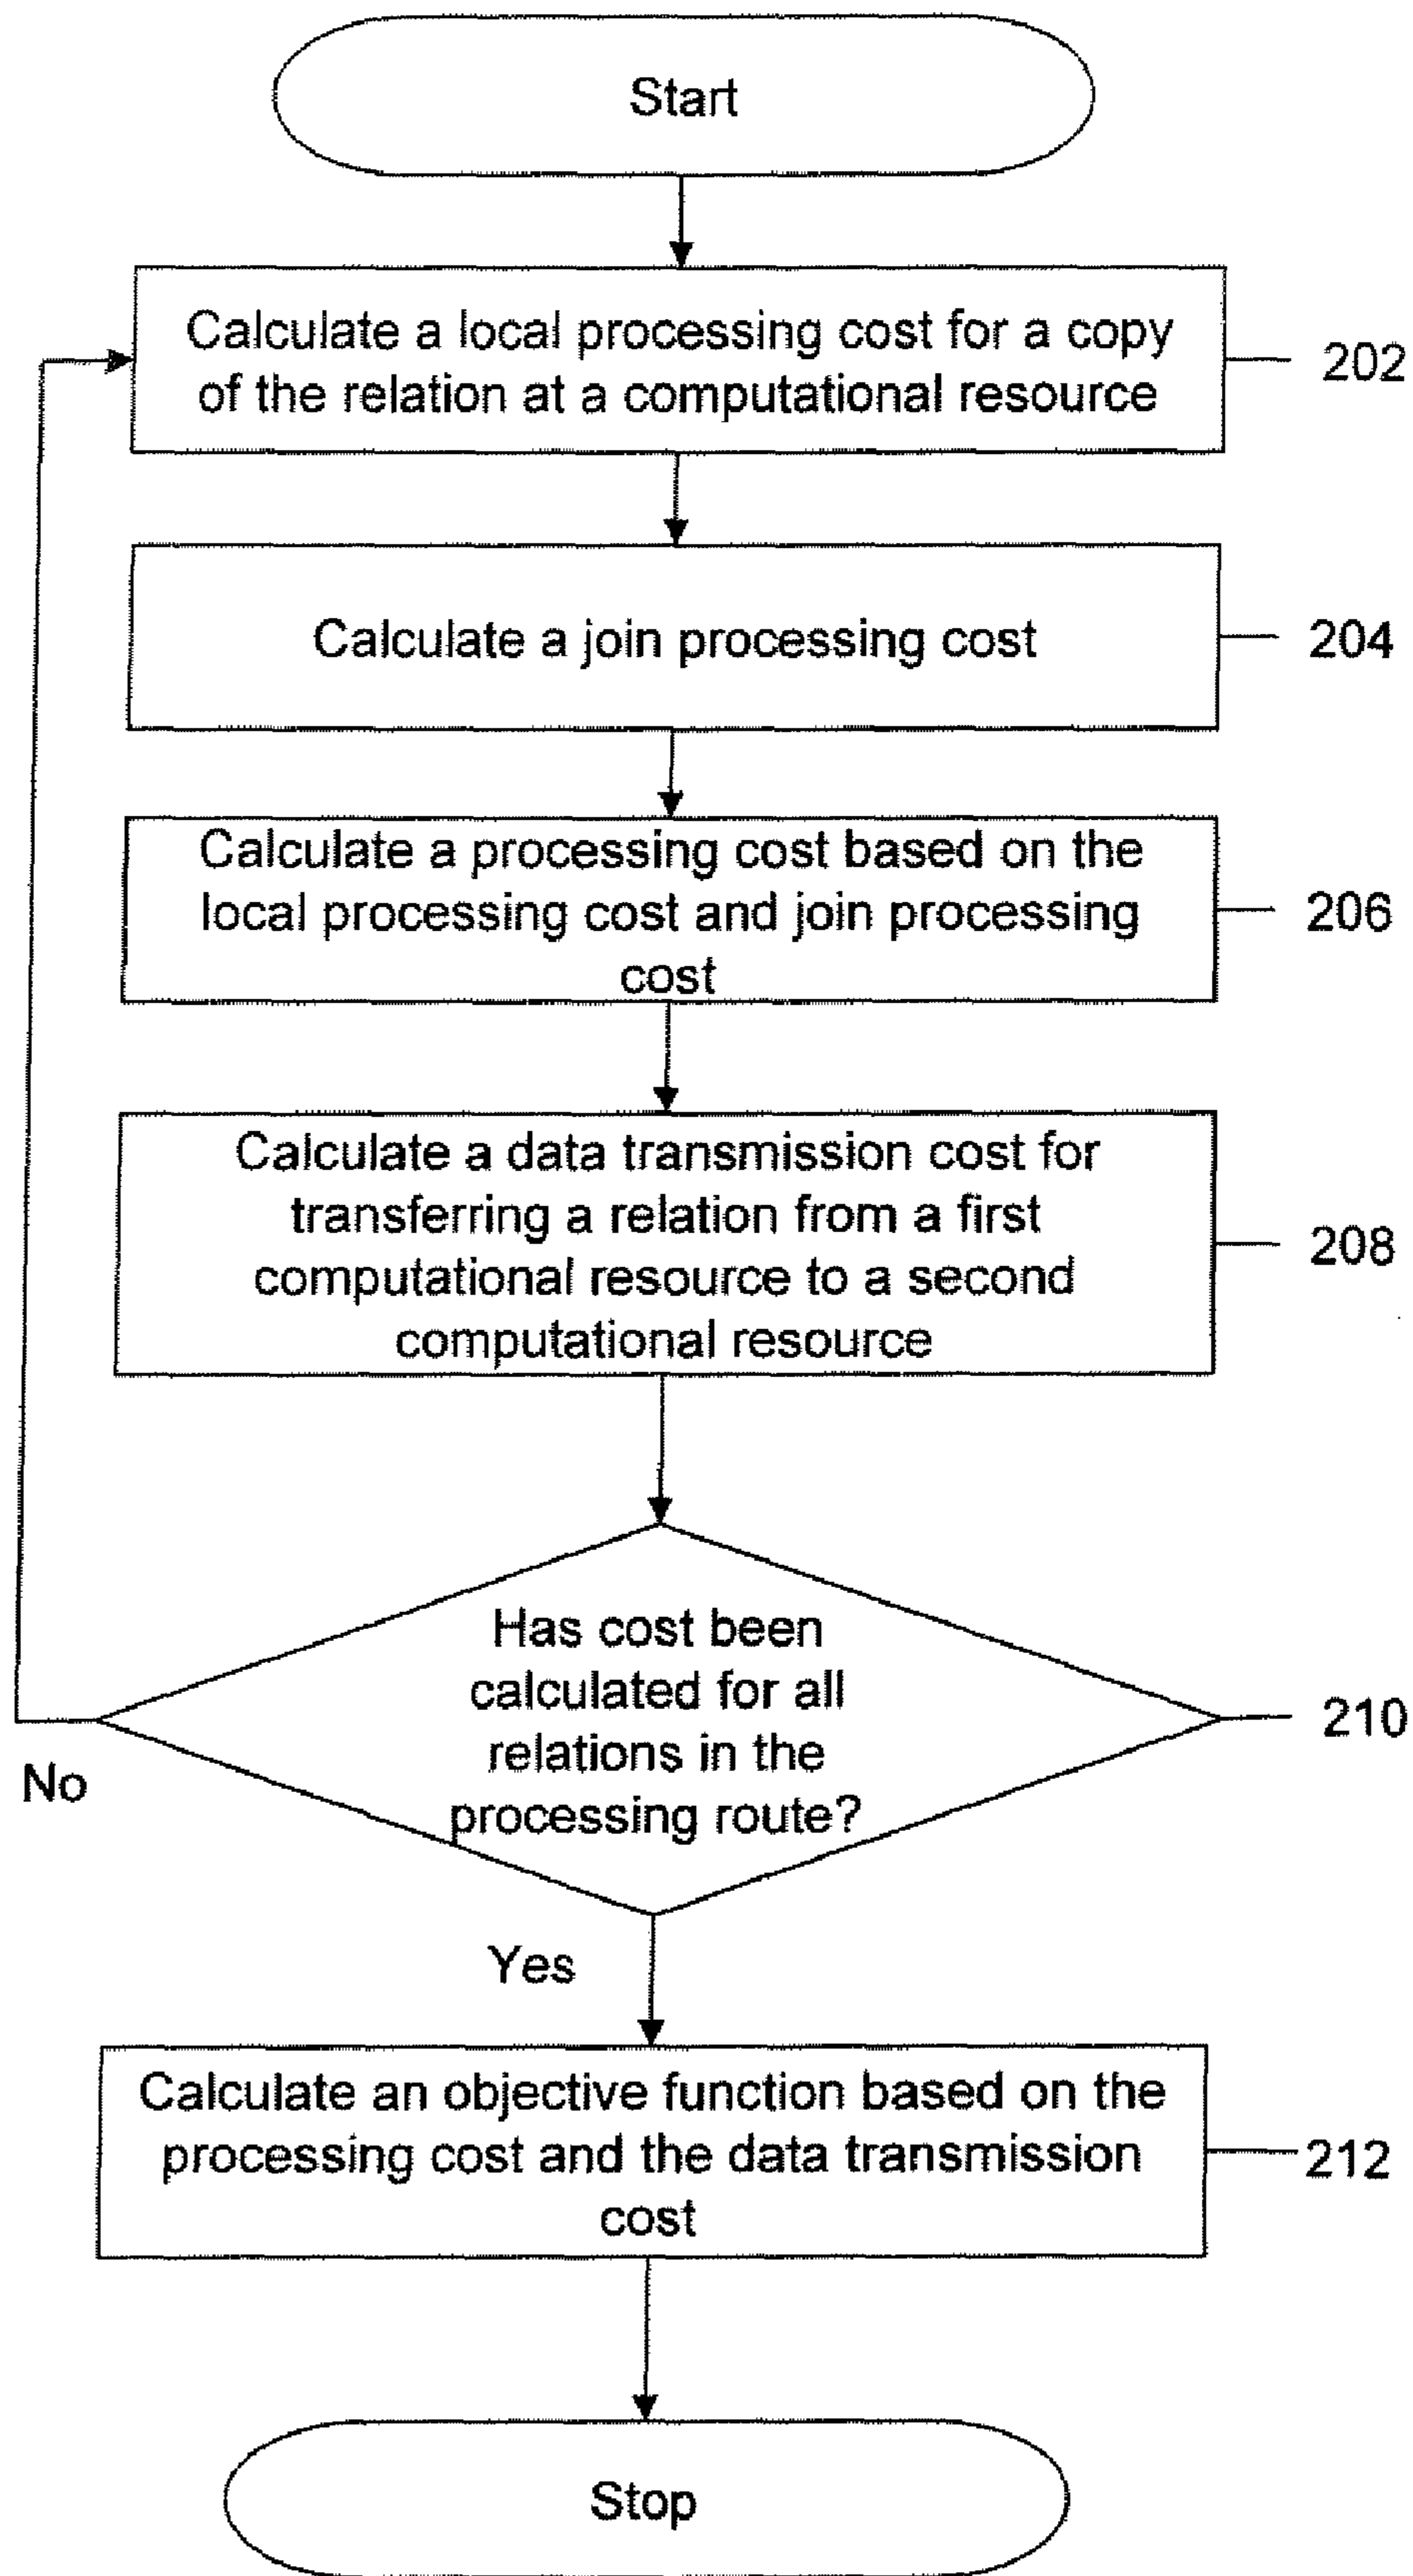 Start
Calculate a local processing cost for a copy
of the relation at a computational resource
202
Calculate a join processing cost
204
Calculate a processing cost based on the
local processing cost and join processing
cost
206
Calculate a data transmission cost for
transferring a relation from a first
computational resource to a second
computational resource
208
Has cost been
calculated for all
relations in the
processing route?
210
No
Yes
Calculate an objective function based on the
processing cost and the data transmission
cost
212
Stop